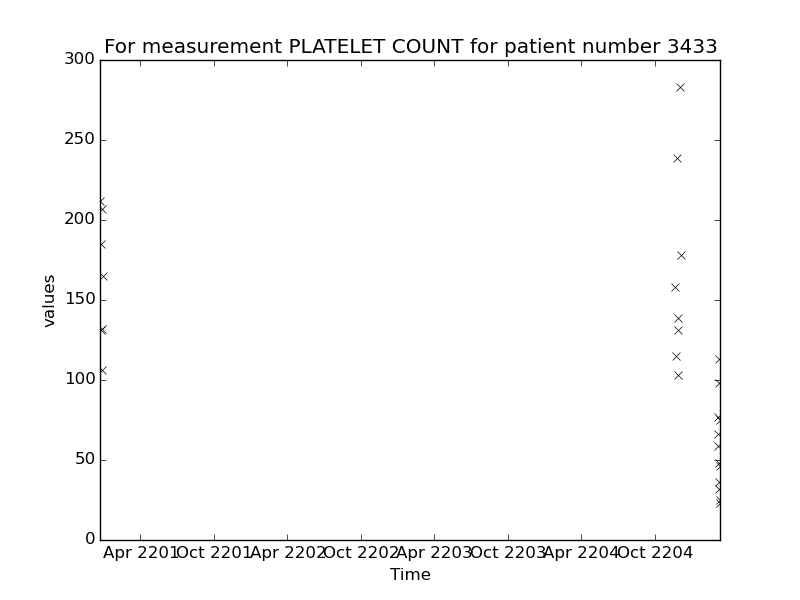 For measurement PLATELET COUNT for patient number 3433
300
250
200
150
100
50
0
values
Apr 2201 Oct 2201 Apr 2202 Oct 2202 Apr 2203 Oct 2203 Apr 2204 Oct 2204
Time